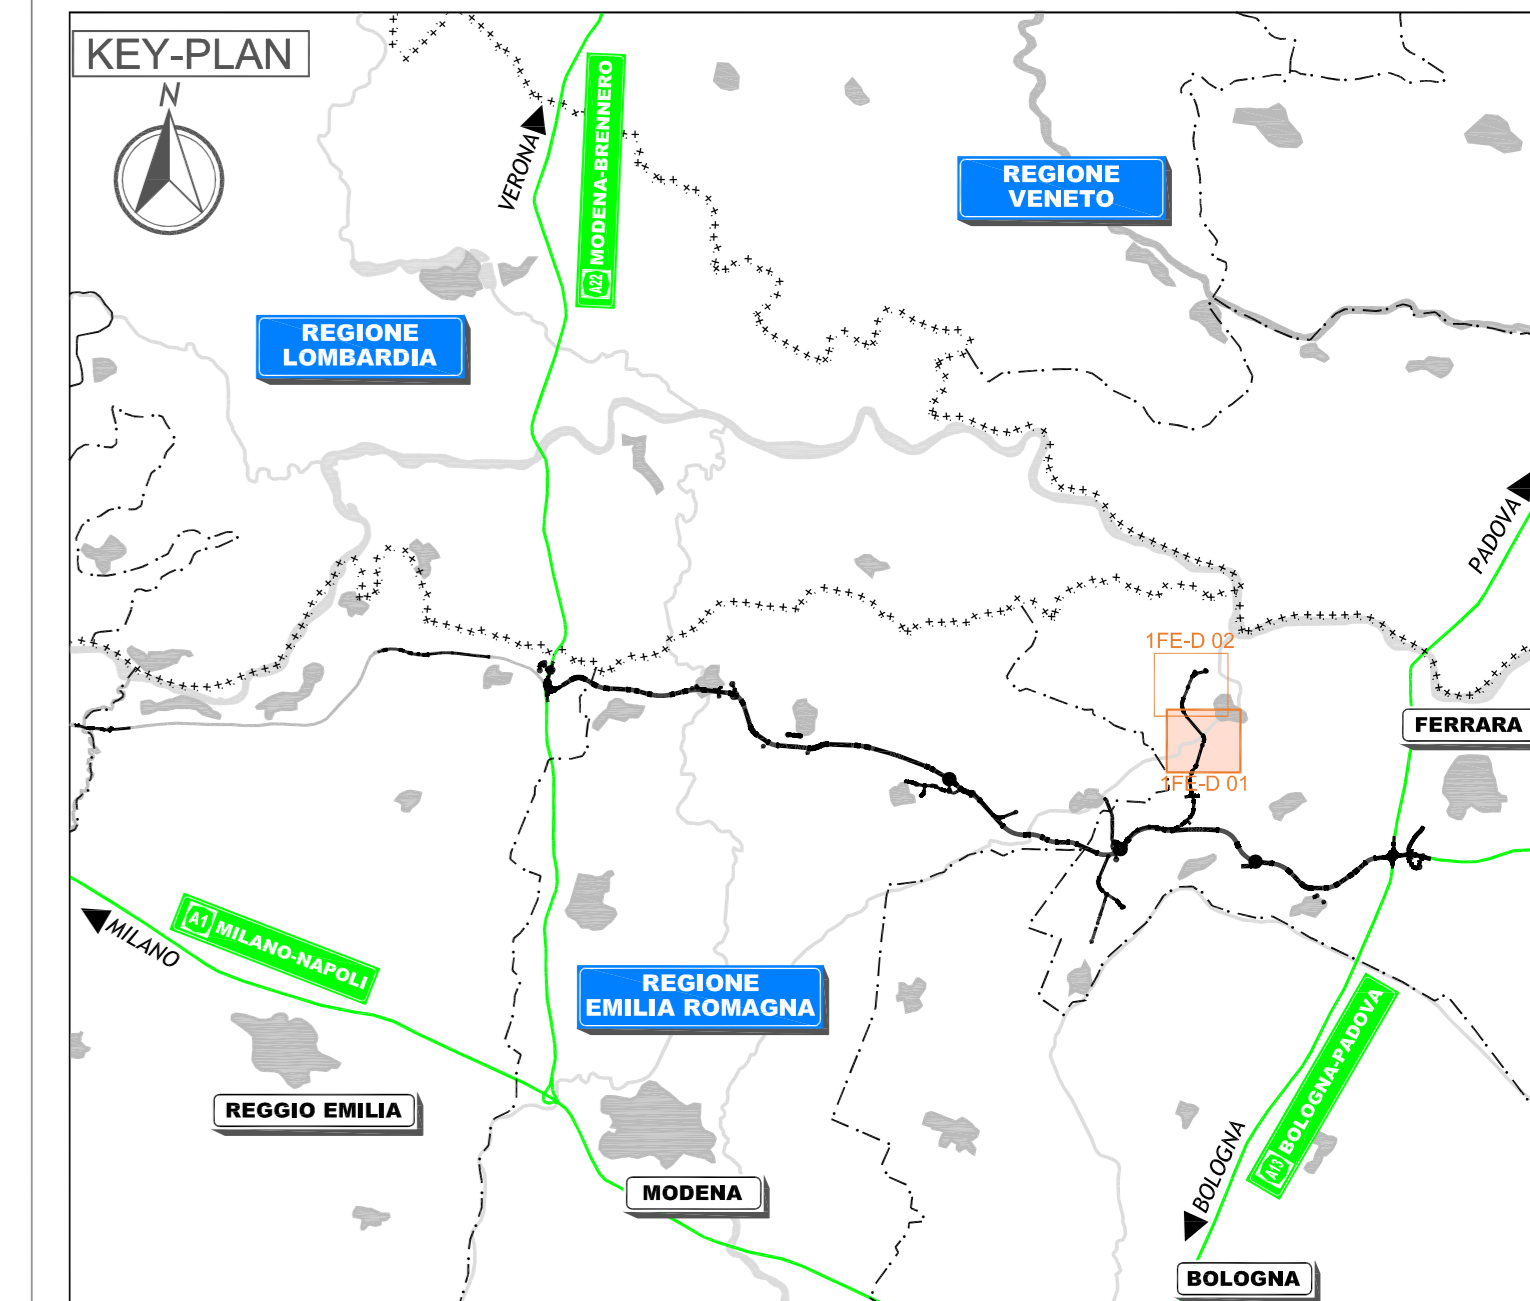 KEY-PLAN
N
VERONA
A22 MODENA-BRENNERO
REGIONE
VENETO
REGIONE
LOMBARDIA
PADOVA
1FE-D 02
FERRARA
1FE-D 01
A1 MILANO-NAPOLI
MILANO
REGIONE
EMILIA ROMAGNA
A13 BOLOGNA-PADOVA
REGGIO EMILIA
BOLOGNA
MODENA
BOLOGNA